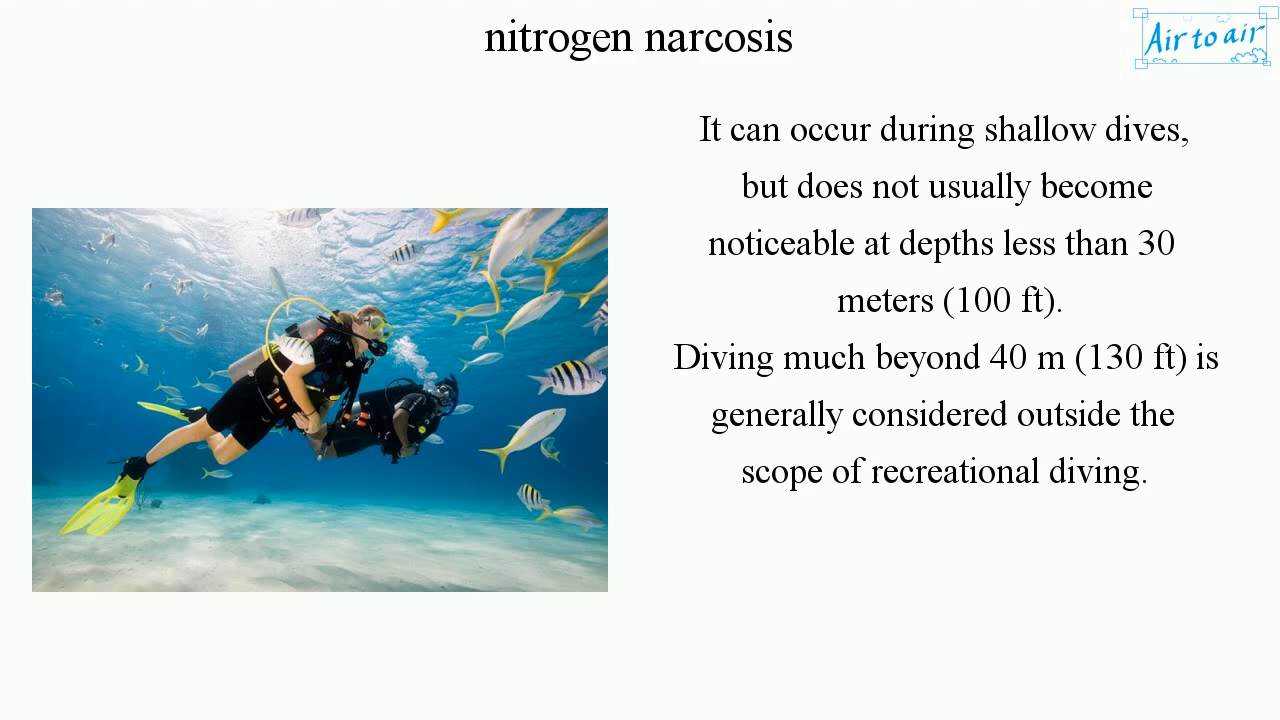 nitrogen narcosis
Air to air
It can occur during shallow dives,
but does not usually become
noticeable at depths less than 30
meters (100 ft).
Diving much beyond 40 m (130 ft) is
generally considered outside the
scope of recreational diving.